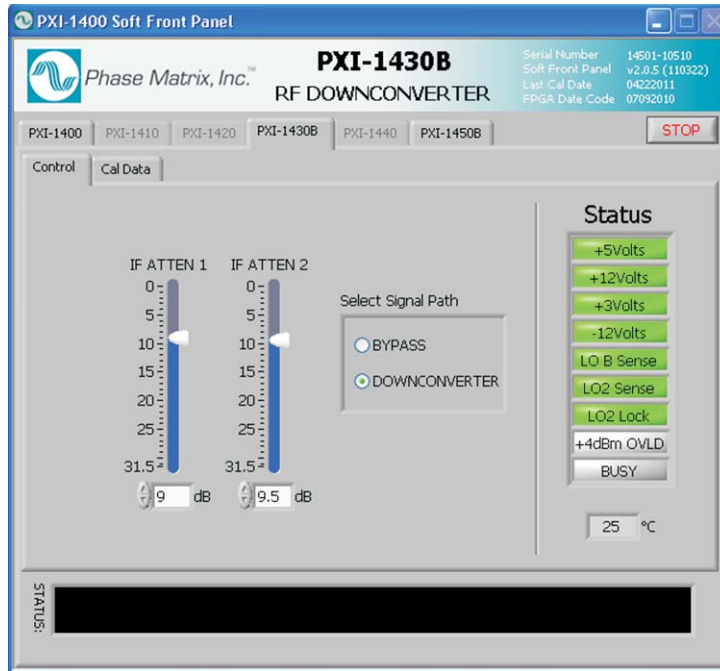 PXI-1400 Soft Front Panel
Phase Matrix, Inc.™
PXI-1430B
RF DOWNCONVERTER
Serial Number 14501-10510
Soft Front Panel v2.0.5 (110322)
Last Cal Date 04222011
FPGA Date Code 07092010
PXI-1400 PXI-1410 PXI-1420 PXI-1430B PXI-1440 PXI-1450B STOP
Control Cal Data
IF ATTEN 1 IF ATTEN 2
0 0
5 5
10 10
15 15
20 20
25 25
31.5 31.5
9 dB 9.5 dB
Select Signal Path
BYPASS
DOWNCONVERTER
Status
+5Volts
+12Volts
+3Volts
-12Volts
LO B Sense
LO2 Sense
LO2 Lock
+4dBm OVLD
BUSY
25 °C
STATUS: